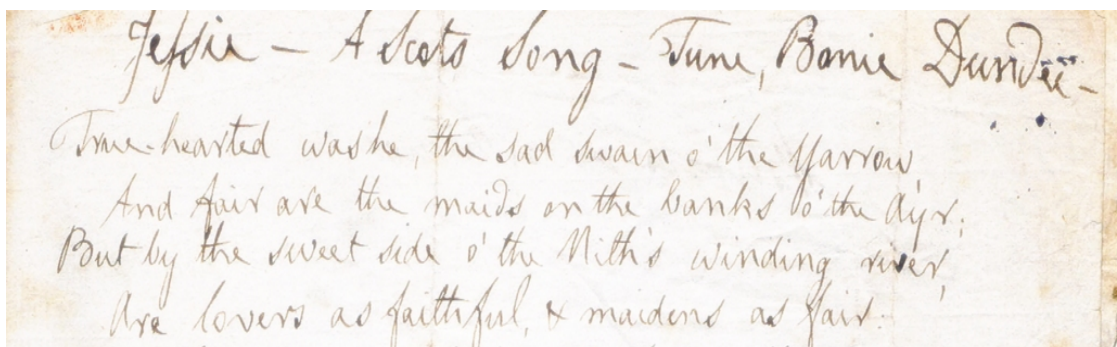 Jessie — A Scots Song — Tune, Bonie Dundee —
True-hearted was he, the sad swain o' the Yarrow,
And fair are the maids on the banks o' the Ayr;
But by the sweet side o' the Nith's winding river,
Are lovers as faithful, & maidens as fair: